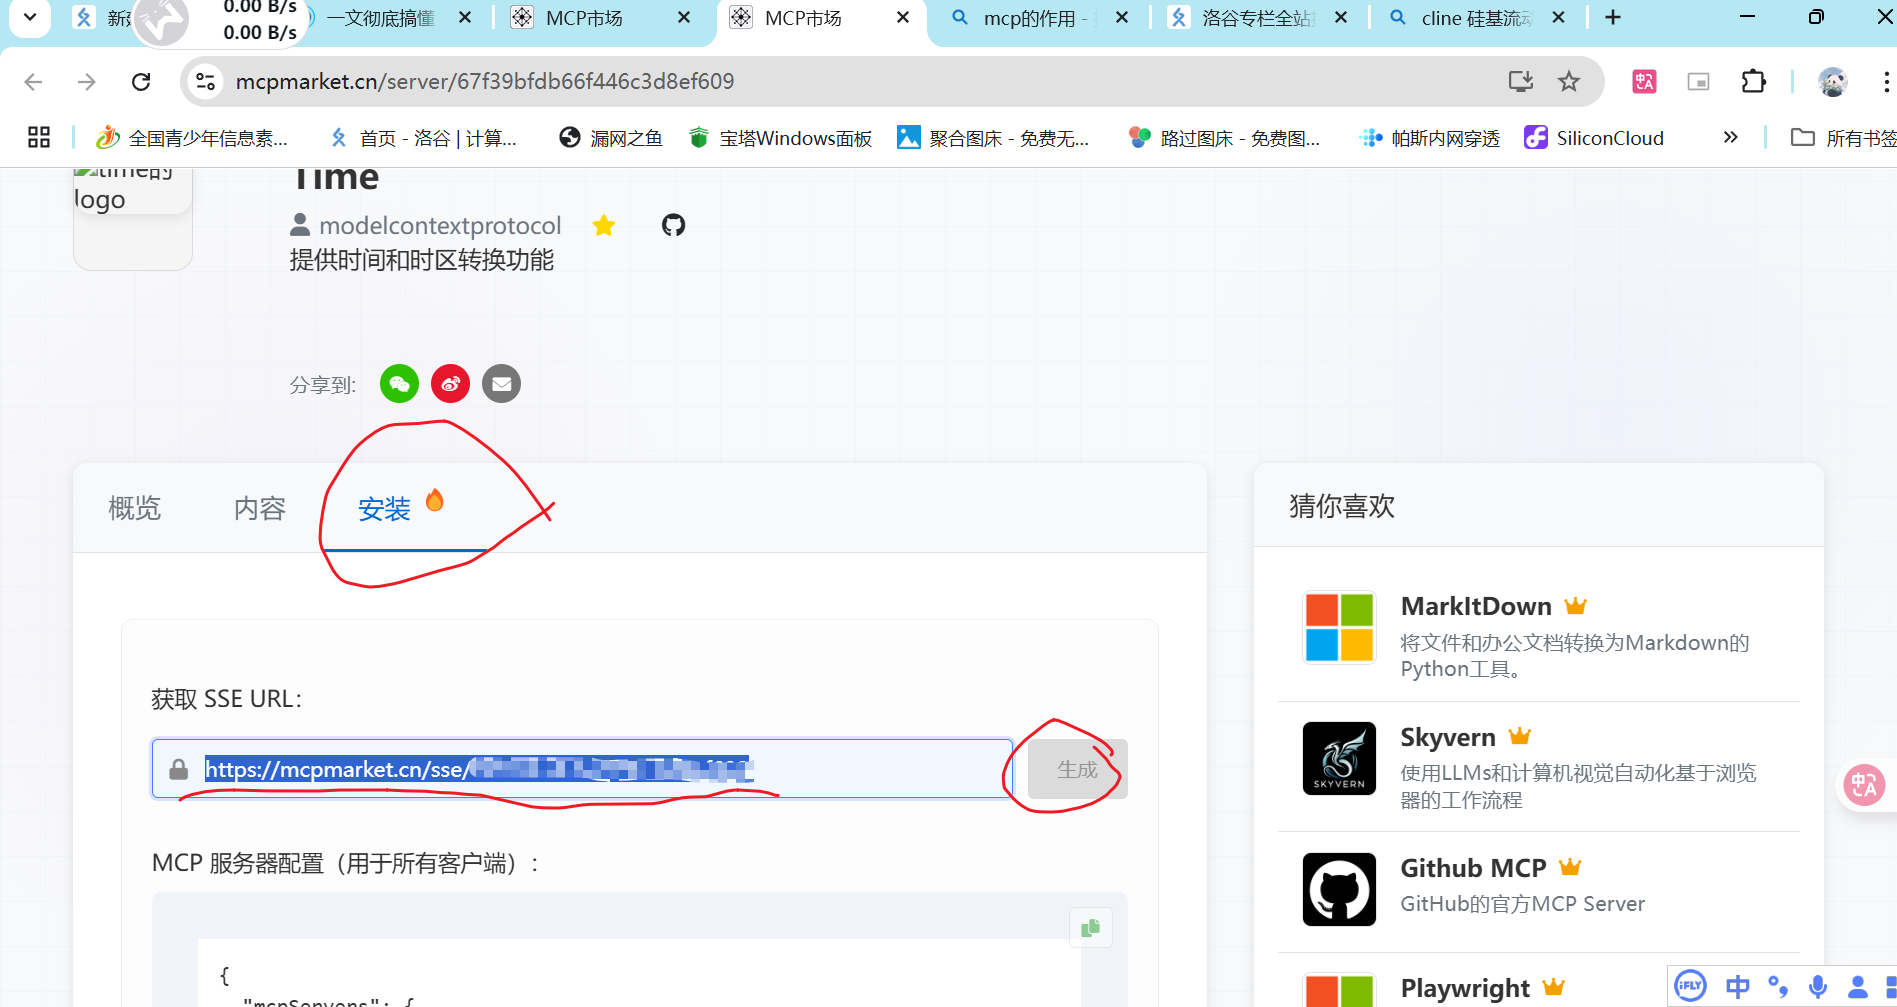 新
0.00 B/s
0.00 B/s
一文彻底搞懂
MCP市场
MCP市场
mcp的作用 -
洛谷专栏全站
cline 硅基流动
mcpmarket.cn/server/67f39bfdb66f446c3d8ef609
全国青少年信息素...
首页 - 洛谷 | 计算...
漏网之鱼
宝塔Windows面板
聚合图床 - 免费无...
路过图床 - 免费图...
帕斯内网穿透
SiliconCloud
»
所有书签
time的
logo
Time
modelcontextprotocol
提供时间和时区转换功能
分享到:
概览
内容
安装
获取 SSE URL:
https://mcpmarket.cn/sse/
生成
MCP 服务器配置（用于所有客户端）:
{
"mcpServers": {
猜你喜欢
MarkItDown
将文件和办公文档转换为Markdown的
Python工具。
SKYVERN
Skyvern
使用LLMs和计算机视觉自动化基于浏览
器的工作流程
Github MCP
GitHub的官方MCP Server
Playwright
iFLY
中